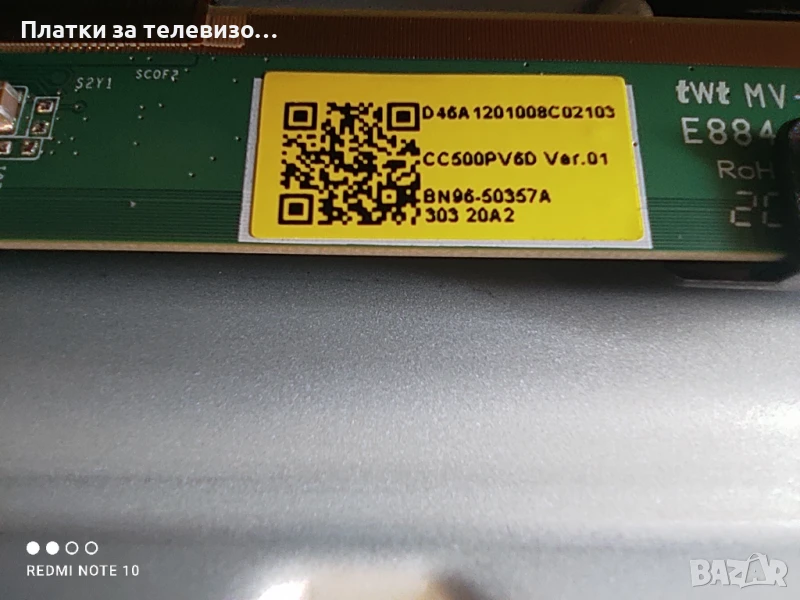 Платки за телевизо...
S2Y1
SCOF2
D46A1201008C02103
CC500PV6D Ver.01
BN96-50357A
303 20A2
twt MV-
E884
RoH
REDMI NOTE 10
BAZAR